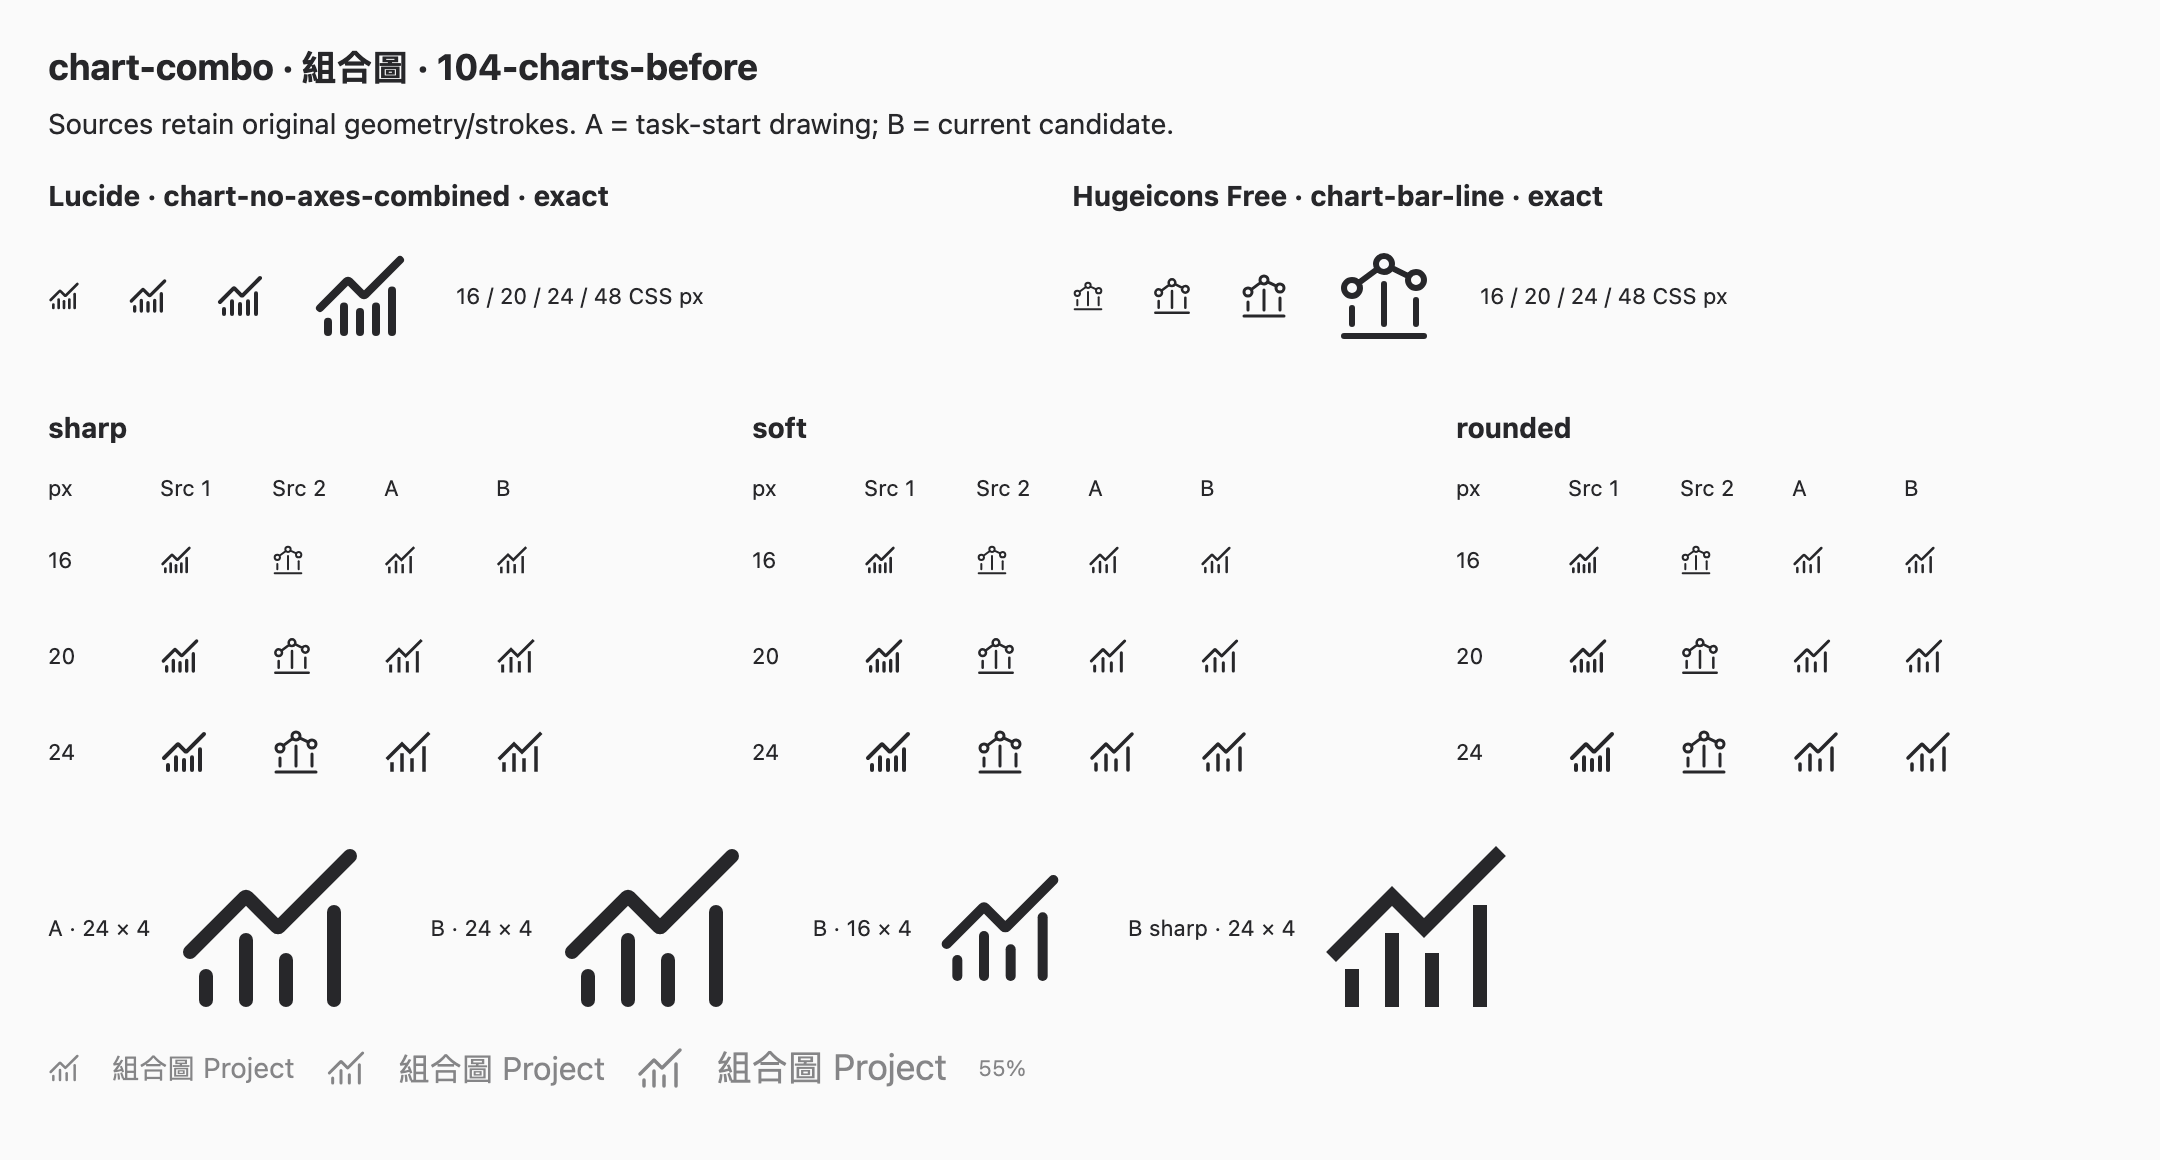 chart-combo · 組合圖 · 104-charts-before
Sources retain original geometry/strokes. A = task-start drawing; B = current candidate.
Lucide · chart-no-axes-combined · exact
16 / 20 / 24 / 48 CSS px
Hugeicons Free · chart-bar-line · exact
16 / 20 / 24 / 48 CSS px
sharp
px Src 1 Src 2 A B
16
20
24
soft
px Src 1 Src 2 A B
16
20
24
rounded
px Src 1 Src 2 A B
16
20
24
A · 24 × 4
B · 24 × 4
B · 16 × 4
B sharp · 24 × 4
組合圖 Project 組合圖 Project 組合圖 Project 55%